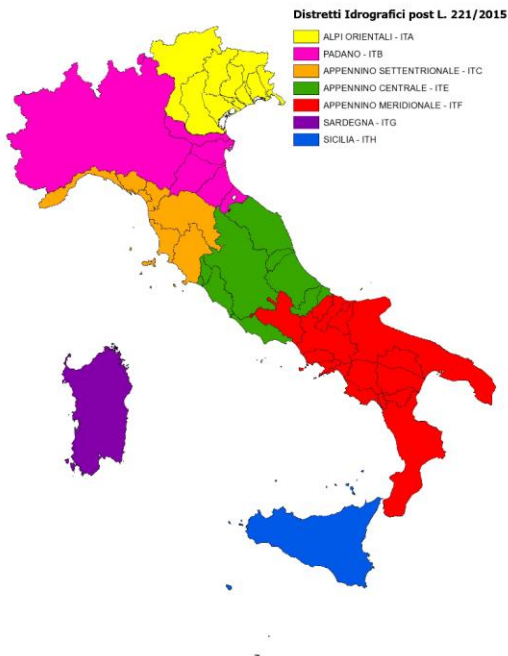 Distretti Idrografici post L. 221/2015
ALPI ORIENTALI - ITA
PADANO - ITB
APPENNINO SETTENTRIONALE - ITC
APPENNINO CENTRALE - ITE
APPENNINO MERIDIONALE - ITF
SARDEGNA - ITG
SICILIA - ITH